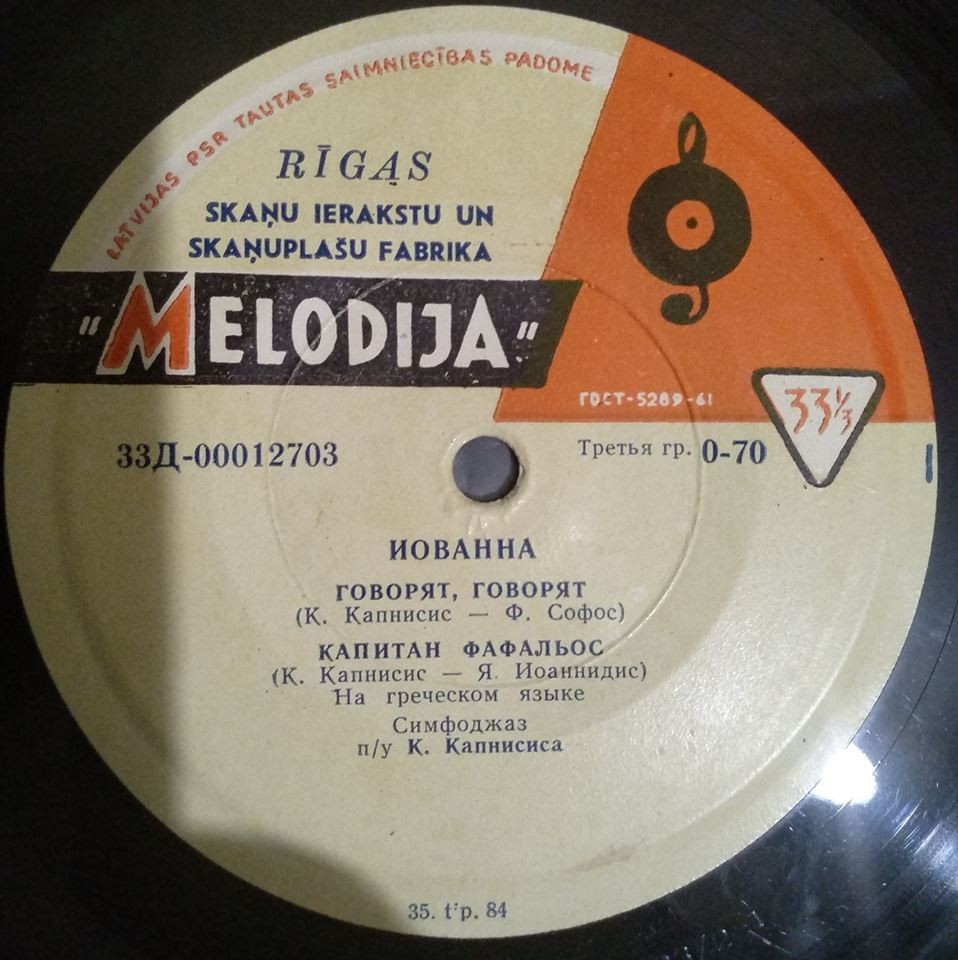 LATVIJAS PSR TAUTAS SAIMNIECĪBAS PADOME
RĪGAS
SKAŅU IERAKSTU UN
SKAŅUPLAŠU FABRIKA
"MELODIJA"
ГОСТ-5289-61
33⅓
33Д-00012703
Третья гр. 0-70
I
ИОВАННА
ГОВОРЯТ, ГОВОРЯТ
(К. Капнисис — Ф. Софос)
КАПИТАН ФАФАЛЬОС
(К. Капнисис — Я. Иоаннидис)
На греческом языке
Симфоджаз
п/у К. Капнисиса
35. tip. 84